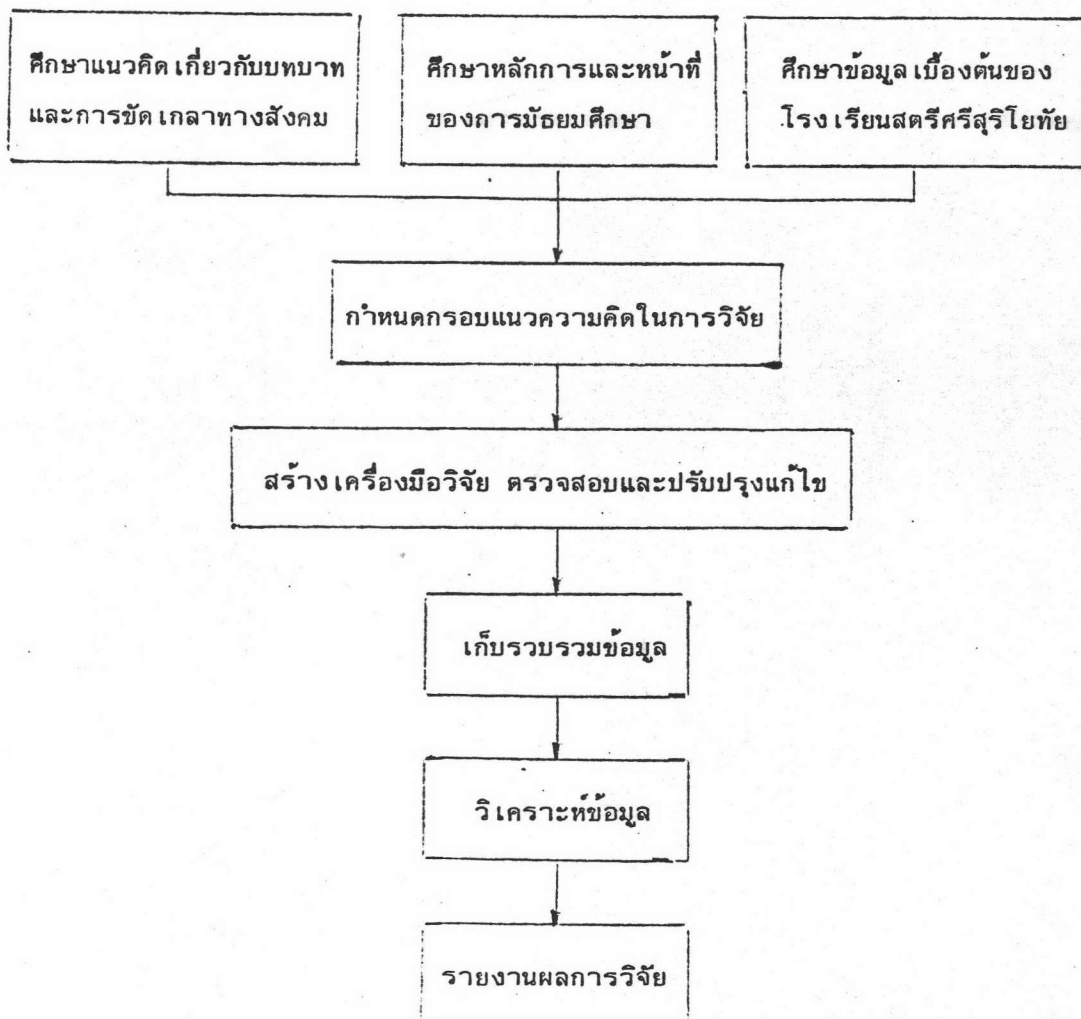 ศึกษาแนวคิดเกี่ยวกับบทบาท
และการขัดเกลาทางสังคม
ศึกษาหลักการและหน้าที่
ของการมัธยมศึกษา
ศึกษาข้อมูลเบื้องต้นของ
โรงเรียนสตรีศรีสุริโยทัย
กำหนดกรอบแนวความคิดในการวิจัย
สร้างเครื่องมือวิจัย ตรวจสอบและปรับปรุงแก้ไข
เก็บรวบรวมข้อมูล
วิเคราะห์ข้อมูล
รายงานผลการวิจัย